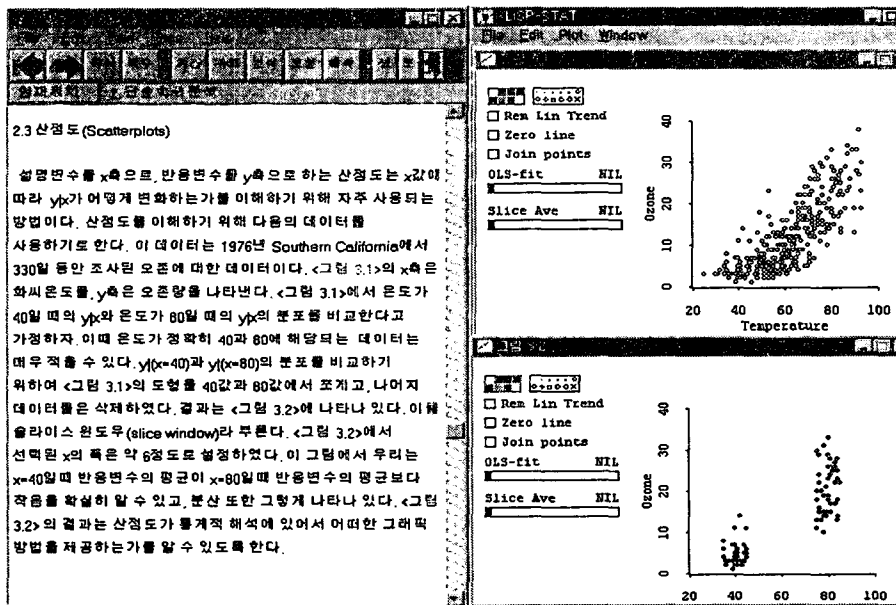 2.3 산점도(Scatterplots)
설명변수를 x축으로, 반응변수를 y축으로 하는 산점도는 x값에
따라 y|x가 어떻게 변화하는가를 이해하기 위해 자주 사용되는
방법이다. 산점도를 이해하기 위해 다음의 데이터를
사용하기로 한다. 이 데이터는 1976년 Southern California에서
330일 동안 조사된 오존에 대한 데이터이다. <그림 3.1>의 x축은
화씨온도를, y축은 오존량을 나타낸다. <그림 3.1>에서 온도가
40일 때의 y|x와 온도가 80일 때의 y|x의 분포를 비교한다고
가정하자. 이때 온도가 정확히 40과 80에 해당되는 데이터는
매우 적을 수 있다. y|(x=40)과 y|(x=80)의 분포를 비교하기
위하여 <그림 3.1>의 도형을 40값과 80값에서 쪼개고, 나머지
데이터들은 삭제하였다. 결과는 <그림 3.2>에 나타나 있다. 이를
슬라이스 윈도우(slice window)라 부른다. <그림 3.2>에서
선택된 x의 폭은 약 6정도로 설정하였다. 이 그림에서 우리는
x=40일때 반응변수의 평균이 x=80일때 반응변수의 평균보다
작음을 확실히 알 수 있고, 분산 또한 그렇게 나타나 있다. <그림
3.2>의 결과는 산점도가 통계적 해석에 있어서 어떠한 그래픽
방법을 제공하는가를 알 수 있도록 한다.
LISP-STAT
File Edit Plot Window
Rem Lin Trend
Zero line
Join points
OLS-fit NIL
Slice Ave NIL
Ozone
40
30
20
10
0
20 40 60 80 100
Temperature
Rem Lin Trend
Zero line
Join points
OLS-fit NIL
Slice Ave NIL
Ozone
40
30
20
10
0
20 40 60 80 100